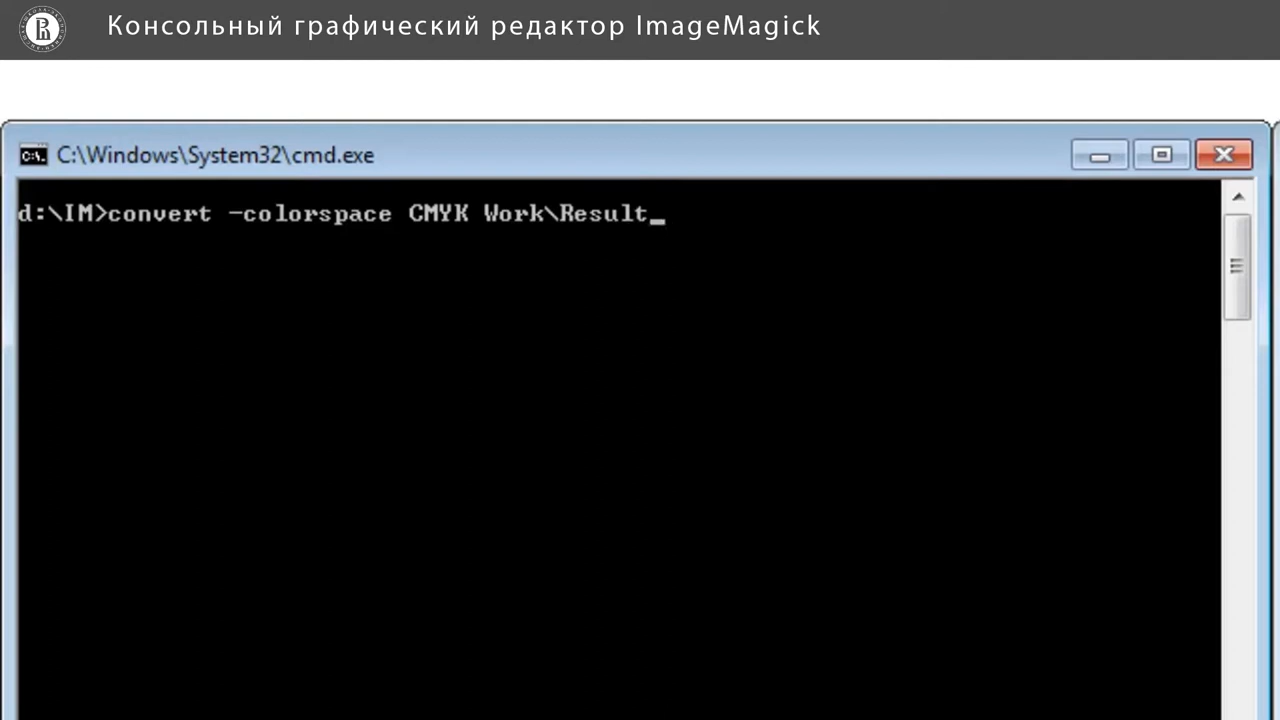 Консольный графический редактор ImageMagick
C:\Windows\System32\cmd.exe
d:\IM>convert -colorspace CMYK Work\Result_